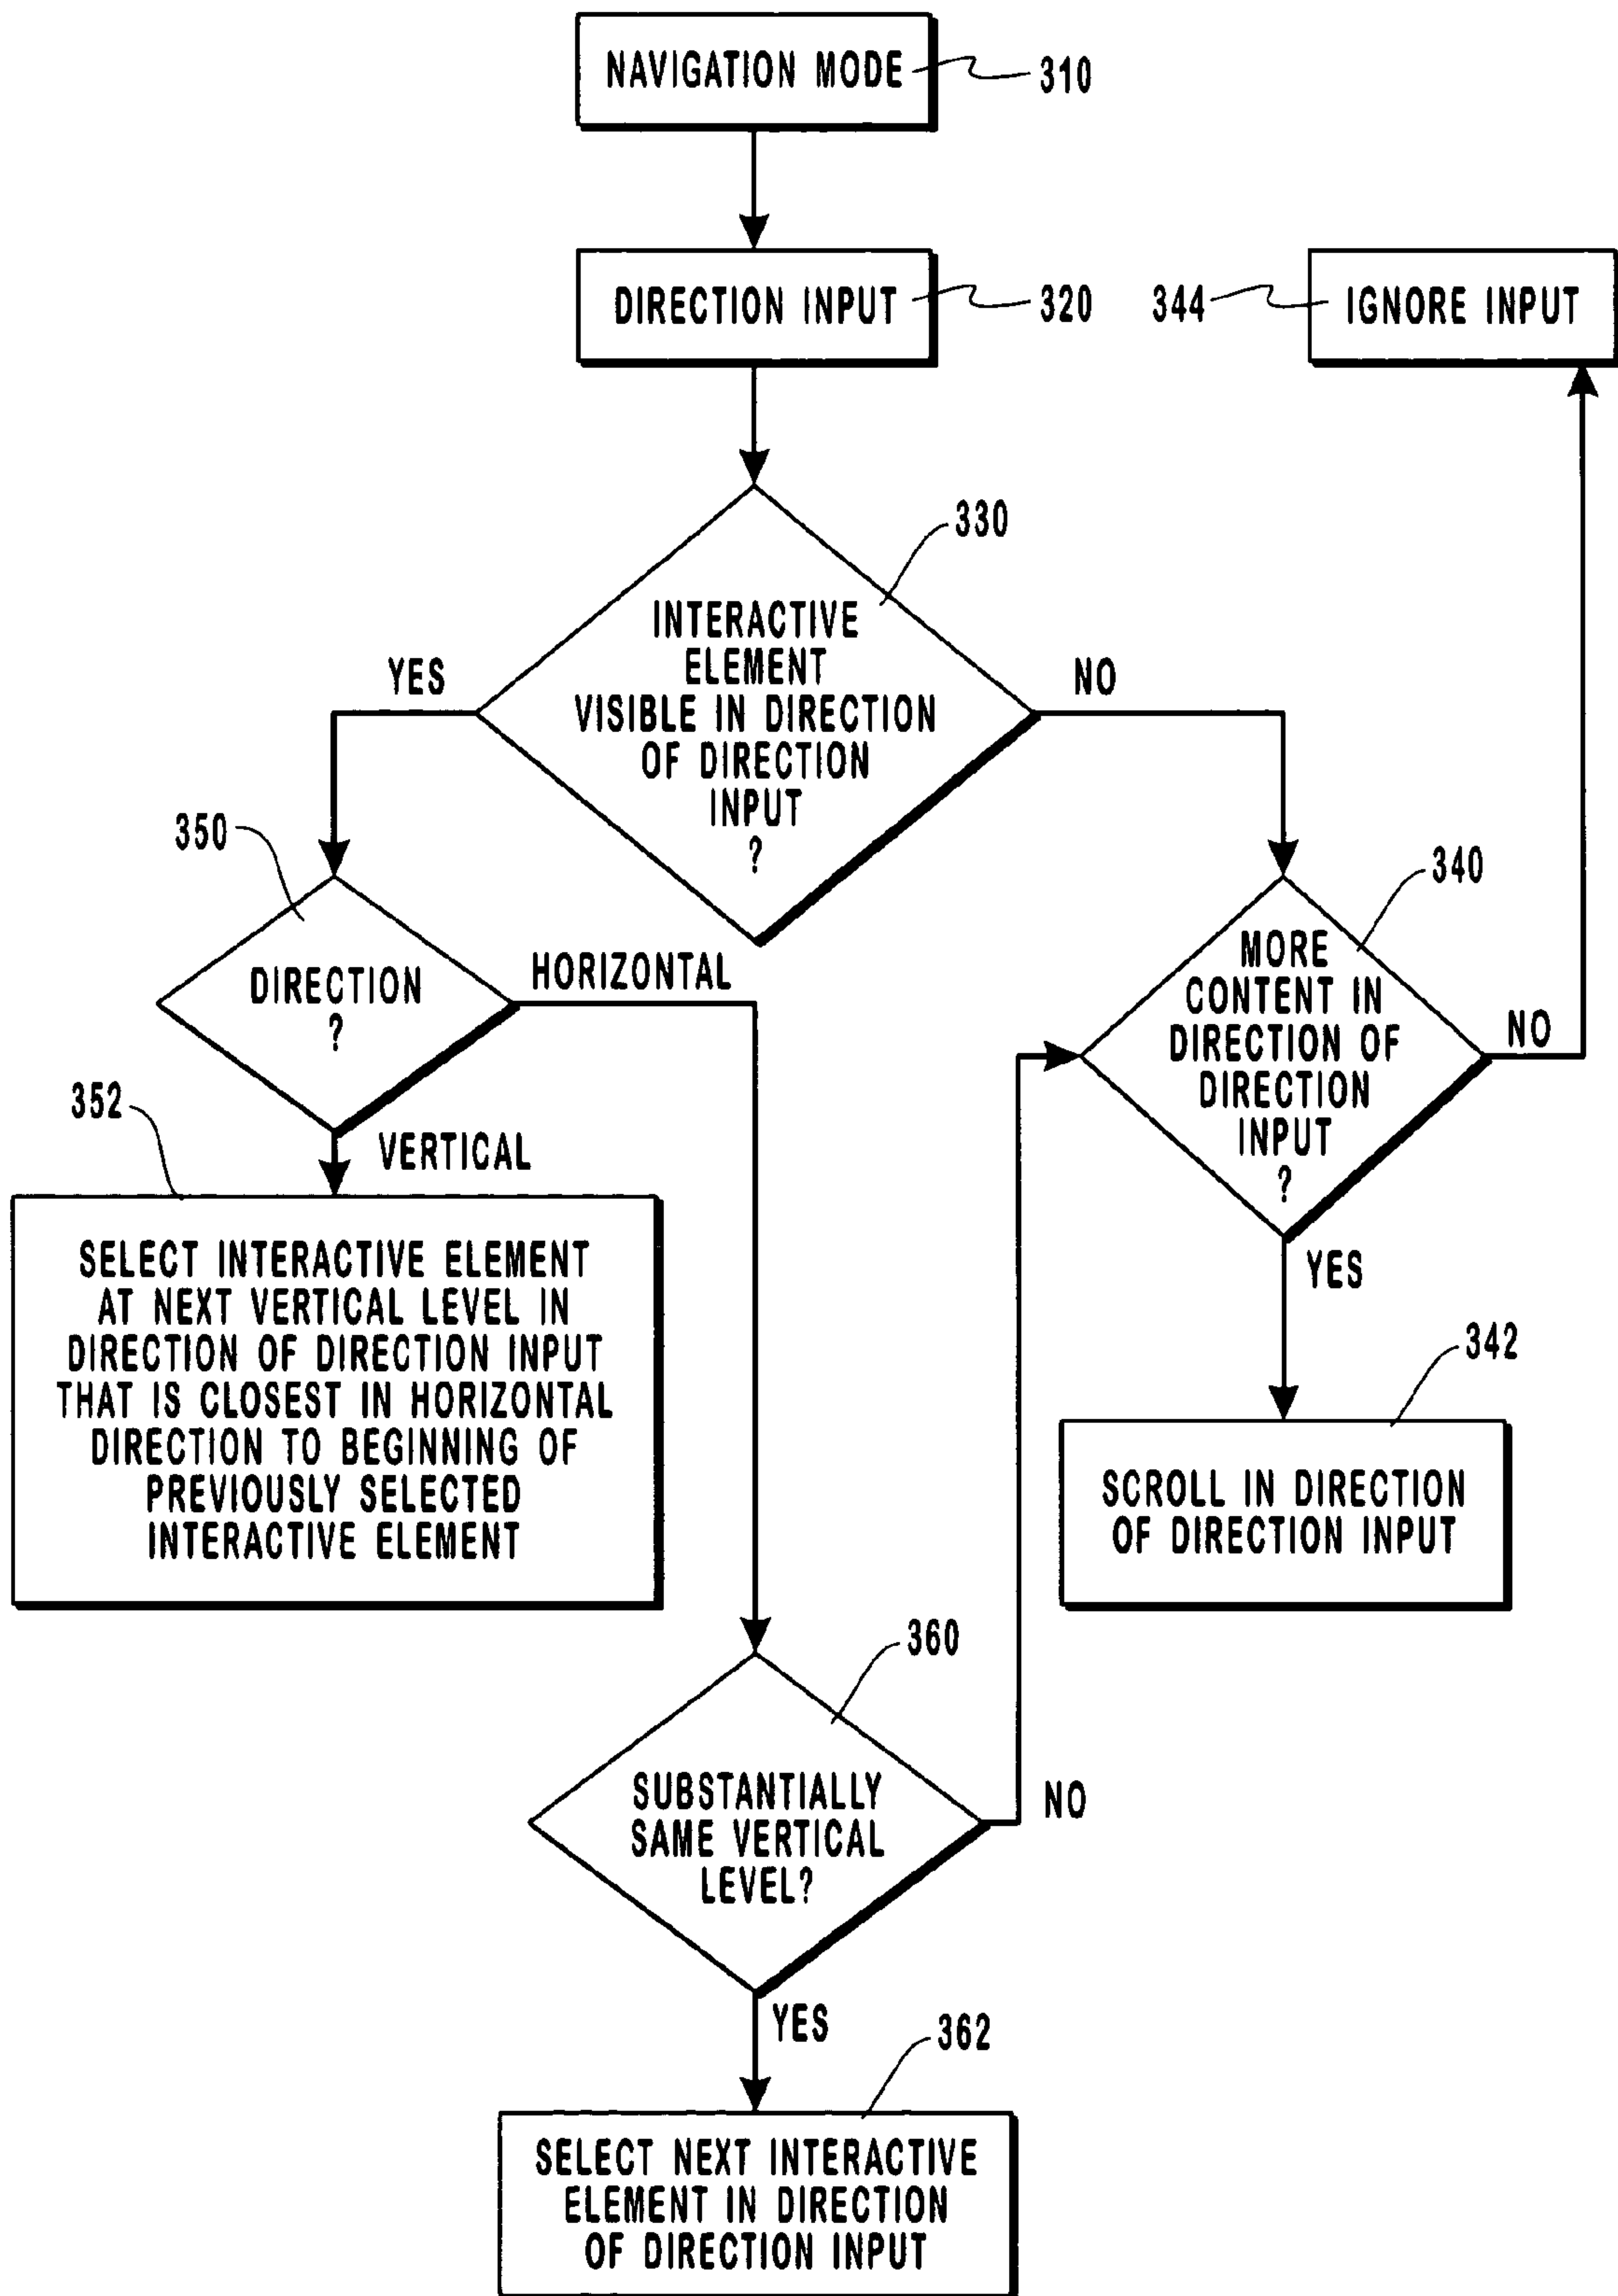 NAVIGATION MODE
310
DIRECTION INPUT
320
344
IGNORE INPUT
330
INTERACTIVE
ELEMENT
VISIBLE IN DIRECTION
OF DIRECTION
INPUT
?
YES
NO
350
DIRECTION
?
HORIZONTAL
VERTICAL
340
MORE
CONTENT IN
DIRECTION OF
DIRECTION
INPUT
?
NO
YES
352
SELECT INTERACTIVE ELEMENT
AT NEXT VERTICAL LEVEL IN
DIRECTION OF DIRECTION INPUT
THAT IS CLOSEST IN HORIZONTAL
DIRECTION TO BEGINNING OF
PREVIOUSLY SELECTED
INTERACTIVE ELEMENT
342
SCROLL IN DIRECTION
OF DIRECTION INPUT
360
SUBSTANTIALLY
SAME VERTICAL
LEVEL?
NO
YES
362
SELECT NEXT INTERACTIVE
ELEMENT IN DIRECTION
OF DIRECTION INPUT